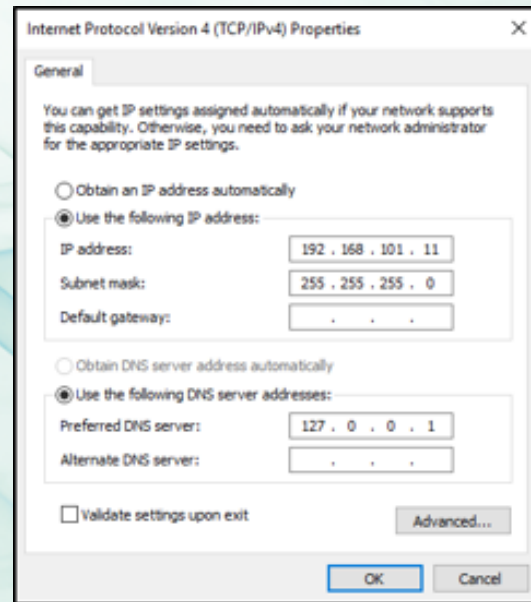 Internet Protocol Version 4 (TCP/IPv4) Properties
General
You can get IP settings assigned automatically if your network supports
this capability. Otherwise, you need to ask your network administrator
for the appropriate IP settings.
Obtain an IP address automatically
Use the following IP address:
IP address: 192 . 168 . 101 . 11
Subnet mask: 255 . 255 . 255 . 0
Default gateway: . . .
Obtain DNS server address automatically
Use the following DNS server addresses:
Preferred DNS server: 127 . 0 . 0 . 1
Alternate DNS server: . . .
Validate settings upon exit
Advanced...
OK Cancel